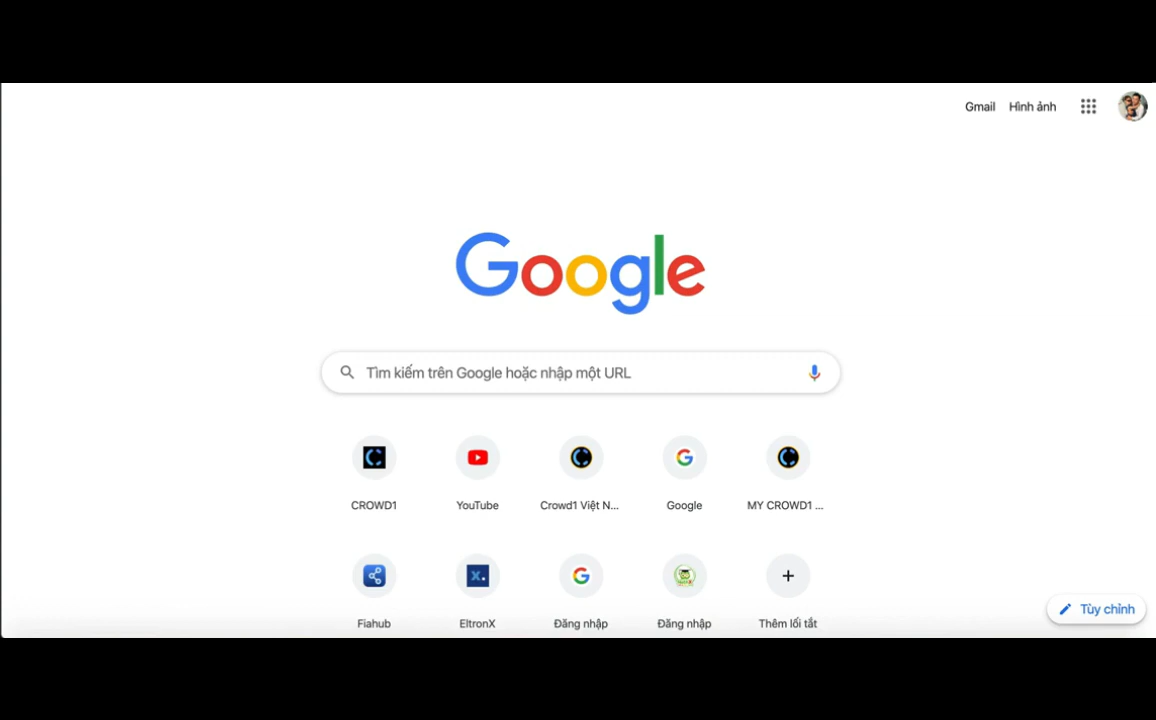 Gmail Hình ảnh
Google
Tìm kiếm trên Google hoặc nhập một URL
CROWD1 YouTube Crowd1 Việt N... Google MY CROWD1 ...
Fiahub EltronX Đăng nhập Đăng nhập Thêm lối tắt
Tùy chỉnh